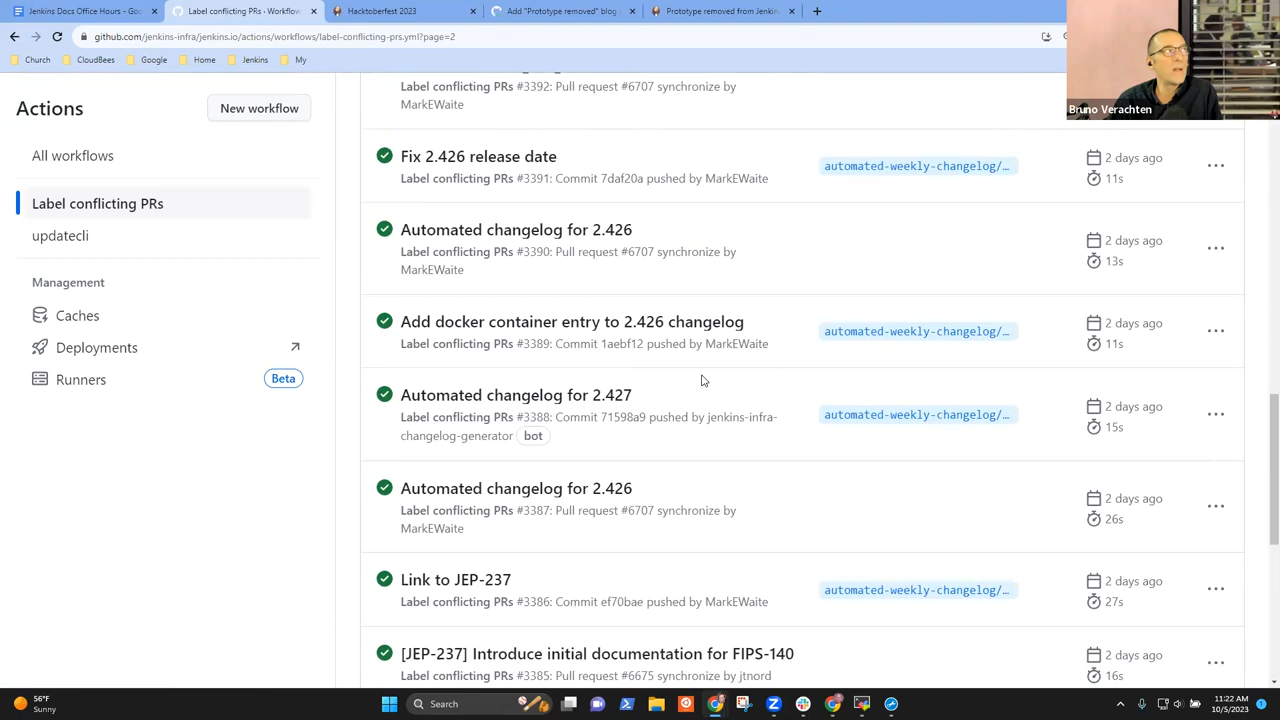 Jenkins Docs Office Hours - Goo
Label conflicting PRs · Workflow
Hacktoberfest 2023
Add "Prototype removed" blog p
Prototype removed from Jenkins
github.com/jenkins-infra/jenkins.io/actions/workflows/label-conflicting-prs.yml?page=2
Church
CloudBees
Google
Home
Jenkins
My
Bruno Verachten
Actions
New workflow
All workflows
Label conflicting PRs
updatecli
Management
Caches
Deployments
Runners
Beta
Label conflicting PRs #3392: Pull request #6707 synchronize by
MarkEWaite
Fix 2.426 release date
Label conflicting PRs #3391: Commit 7daf20a pushed by MarkEWaite
automated-weekly-changelog/…
2 days ago
11s
Automated changelog for 2.426
Label conflicting PRs #3390: Pull request #6707 synchronize by
MarkEWaite
2 days ago
13s
Add docker container entry to 2.426 changelog
Label conflicting PRs #3389: Commit 1aebf12 pushed by MarkEWaite
automated-weekly-changelog/…
2 days ago
11s
Automated changelog for 2.427
Label conflicting PRs #3388: Commit 71598a9 pushed by jenkins-infra-
changelog-generator bot
automated-weekly-changelog/…
2 days ago
15s
Automated changelog for 2.426
Label conflicting PRs #3387: Pull request #6707 synchronize by
MarkEWaite
2 days ago
26s
Link to JEP-237
Label conflicting PRs #3386: Commit ef70bae pushed by MarkEWaite
automated-weekly-changelog/…
2 days ago
27s
[JEP-237] Introduce initial documentation for FIPS-140
Label conflicting PRs #3385: Pull request #6675 synchronize by jtnord
2 days ago
16s
56°F
Sunny
Search
11:22 AM
10/5/2023